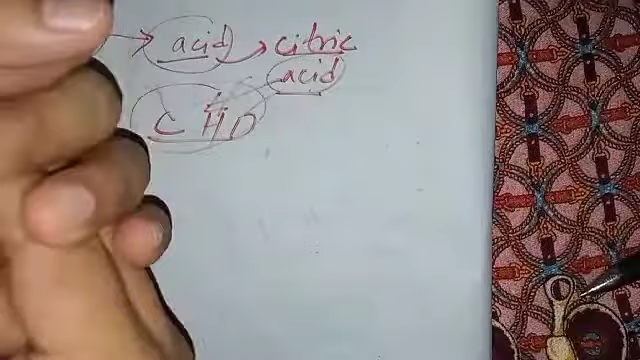 acid → citric
acid
C H O